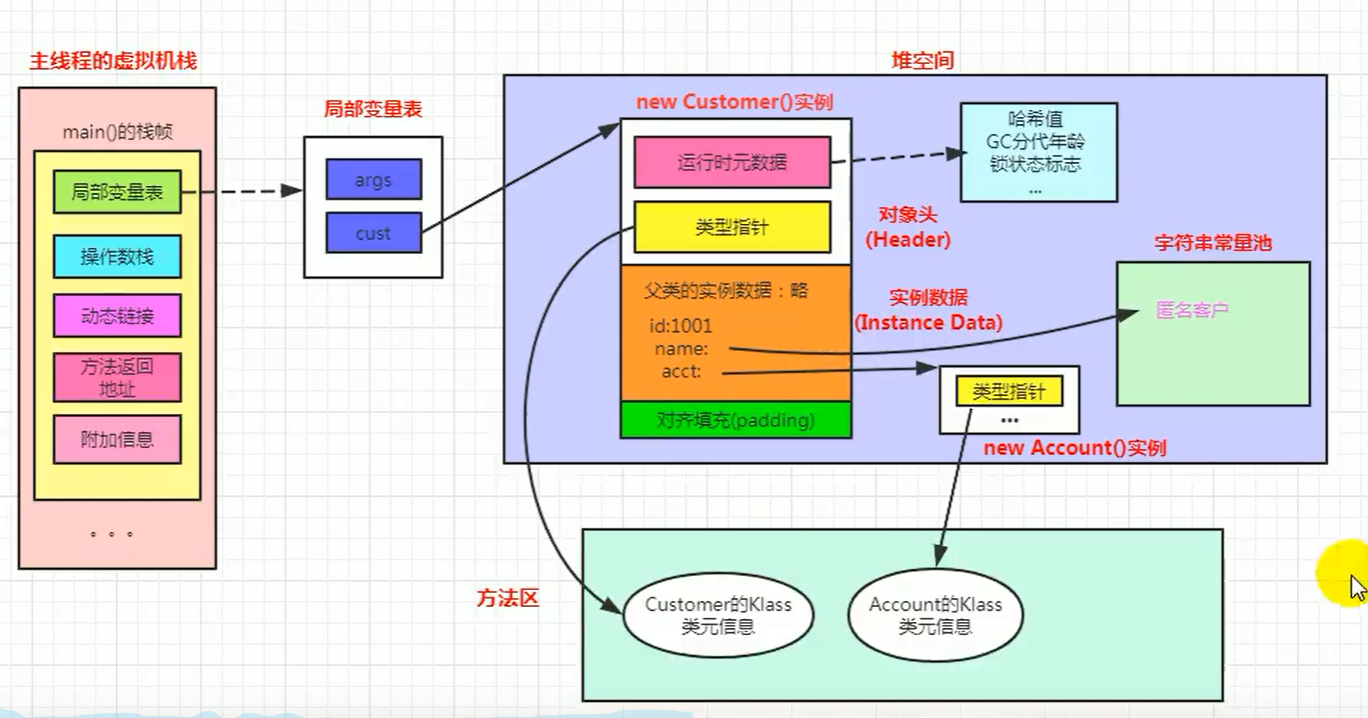 主线程的虚拟机栈
main()的栈帧
局部变量表
操作数栈
动态链接
方法返回
地址
附加信息
。。。
局部变量表
args
cust
堆空间
new Customer()实例
运行时元数据
类型指针
父类的实例数据：略
id:1001
name:
acct:
对齐填充(padding)
哈希值
GC分代年龄
锁状态标志
...
对象头
(Header)
实例数据
(Instance Data)
字符串常量池
匿名客户
类型指针
...
new Account()实例
方法区
Customer的Klass
类元信息
Account的Klass
类元信息